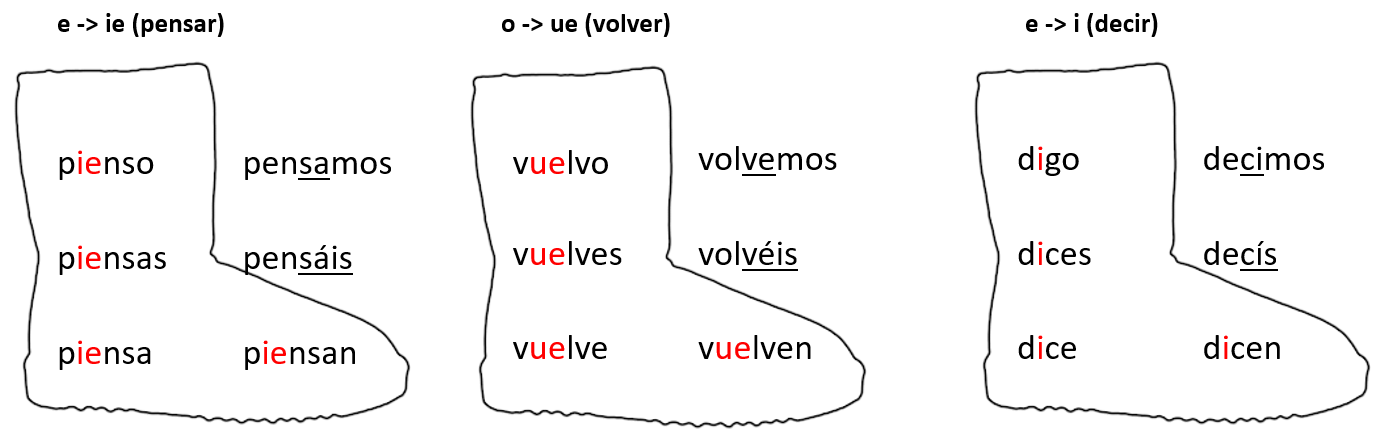 e -> ie (pensar)
pienso pensamos
piensas pensáis
piensa piensan
o -> ue (volver)
vuelvo volvemos
vuelves volvéis
vuelve vuelven
e -> i (decir)
digo decimos
dices decís
dice dicen